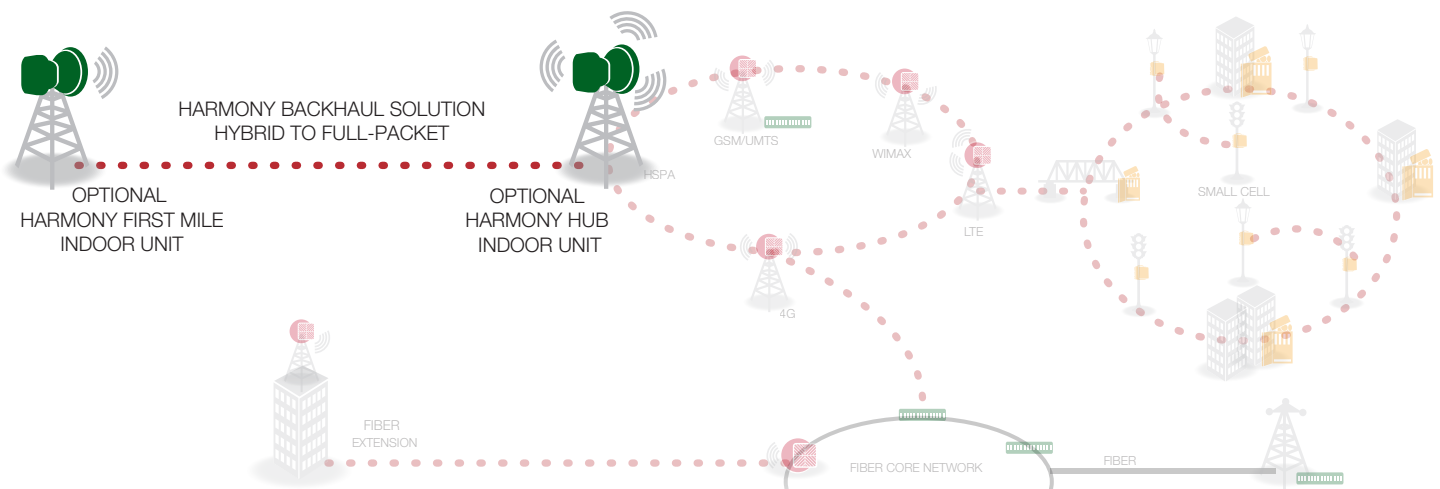 HARMONY BACKHAUL SOLUTION
HYBRID TO FULL-PACKET
OPTIONAL
HARMONY FIRST MILE
INDOOR UNIT
OPTIONAL
HARMONY HUB
INDOOR UNIT
HSPA
GSM/UMTS
WIMAX
LTE
SMALL CELL
4G
FIBER
EXTENSION
FIBER CORE NETWORK
FIBER